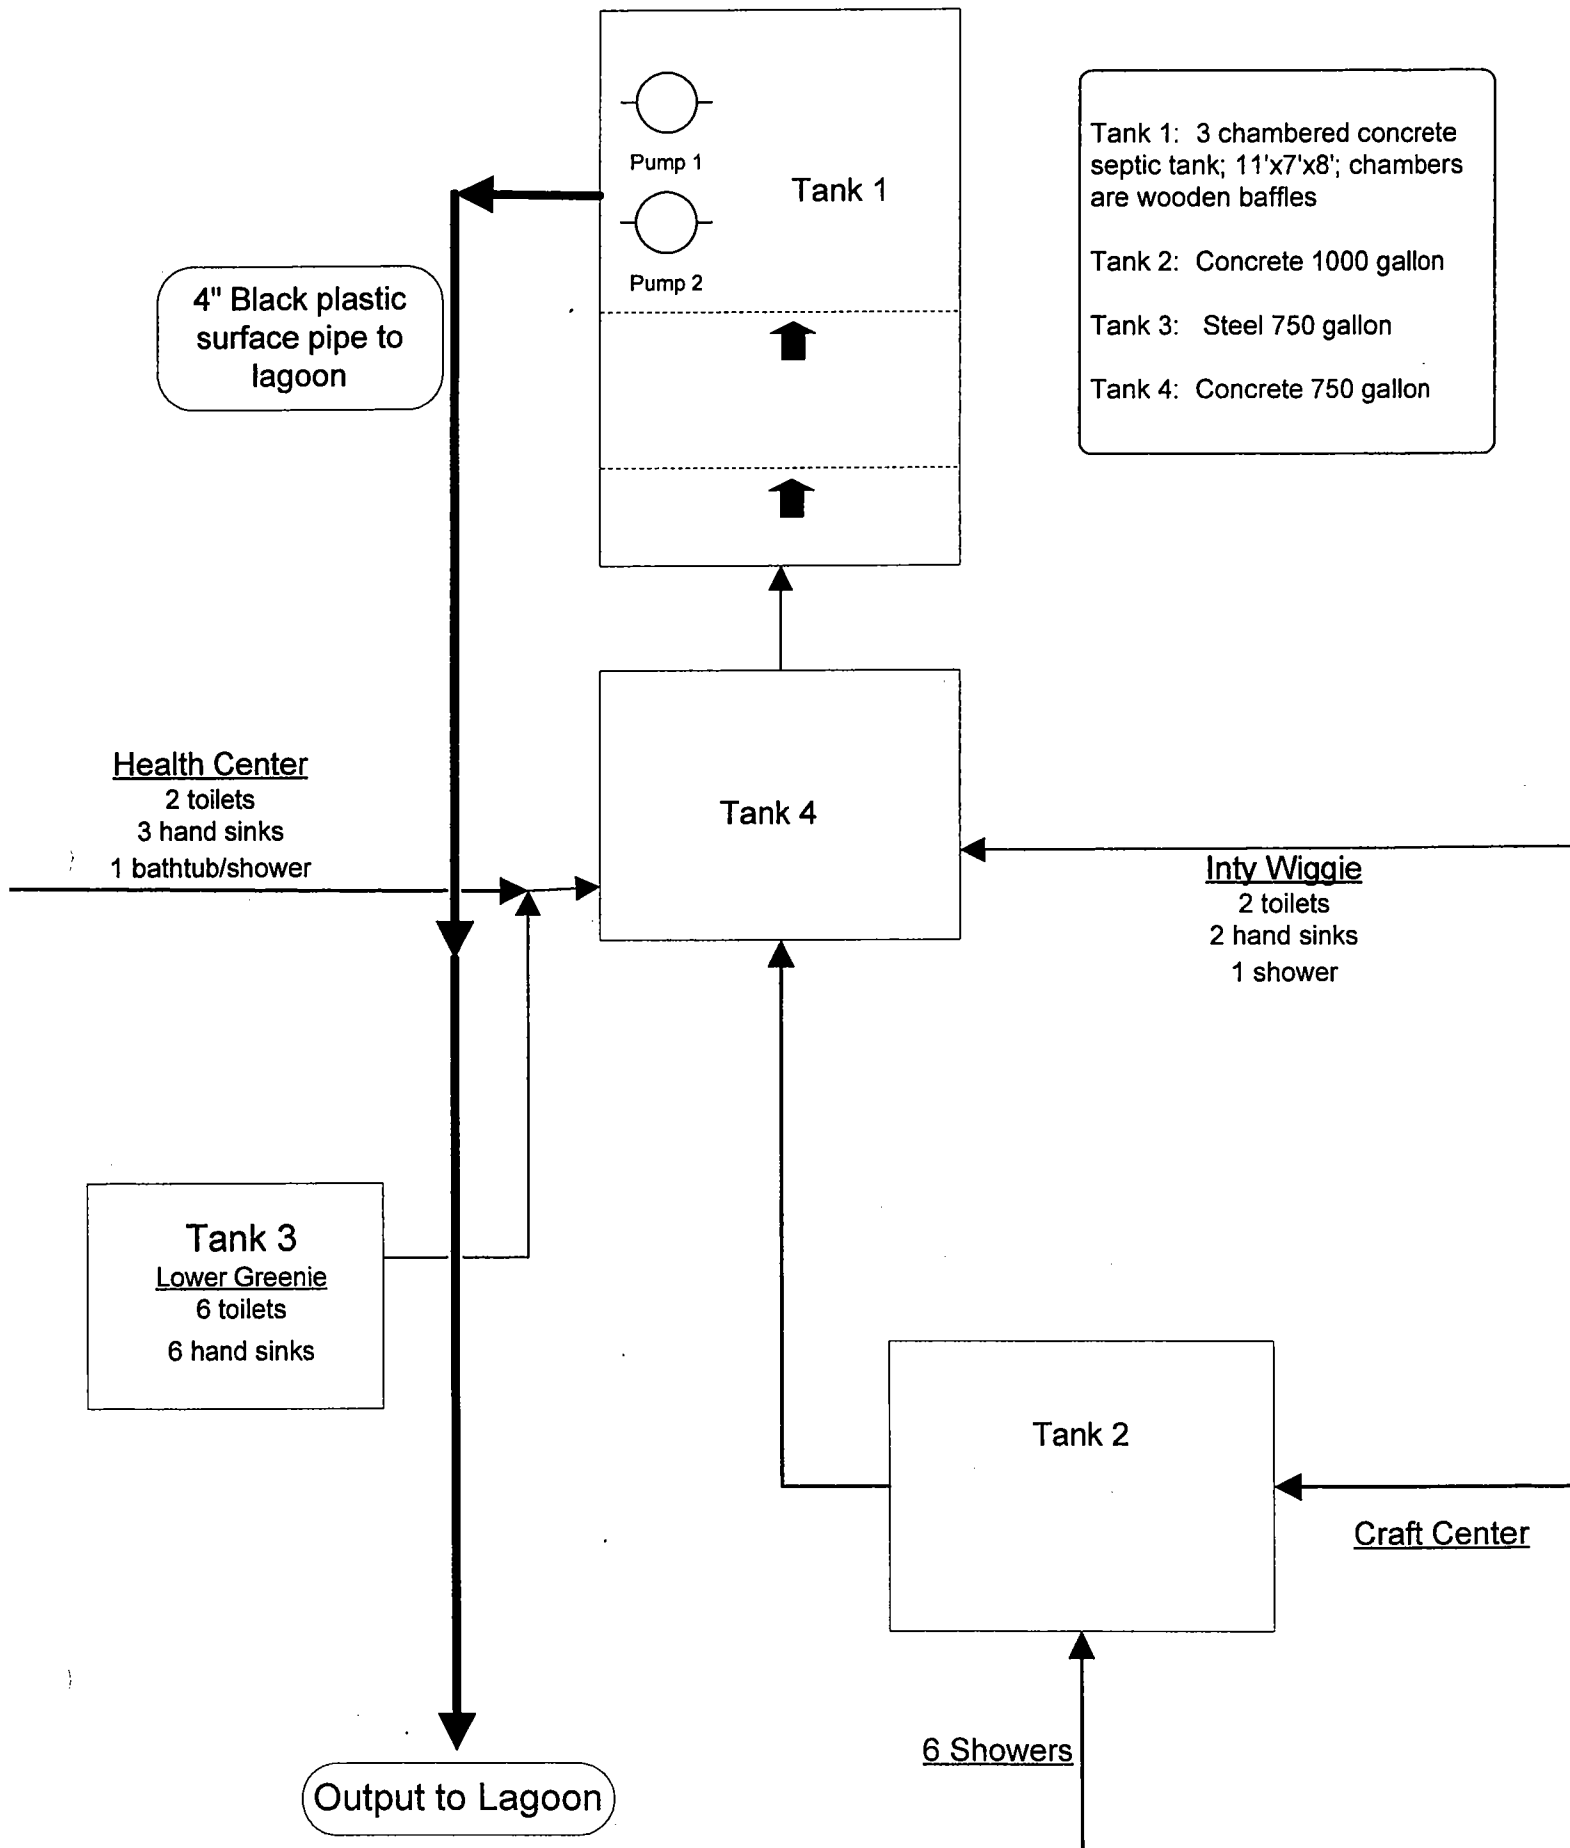 Pump 1
Tank 1
Pump 2
Tank 1: 3 chambered concrete
septic tank; 11'x7'x8'; chambers
are wooden baffles
Tank 2: Concrete 1000 gallon
Tank 3: Steel 750 gallon
Tank 4: Concrete 750 gallon
4" Black plastic
surface pipe to
lagoon
Health Center
2 toilets
3 hand sinks
1 bathtub/shower
Tank 4
Inty Wiggie
2 toilets
2 hand sinks
1 shower
Tank 3
Lower Greenie
6 toilets
6 hand sinks
Tank 2
Craft Center
6 Showers
Output to Lagoon